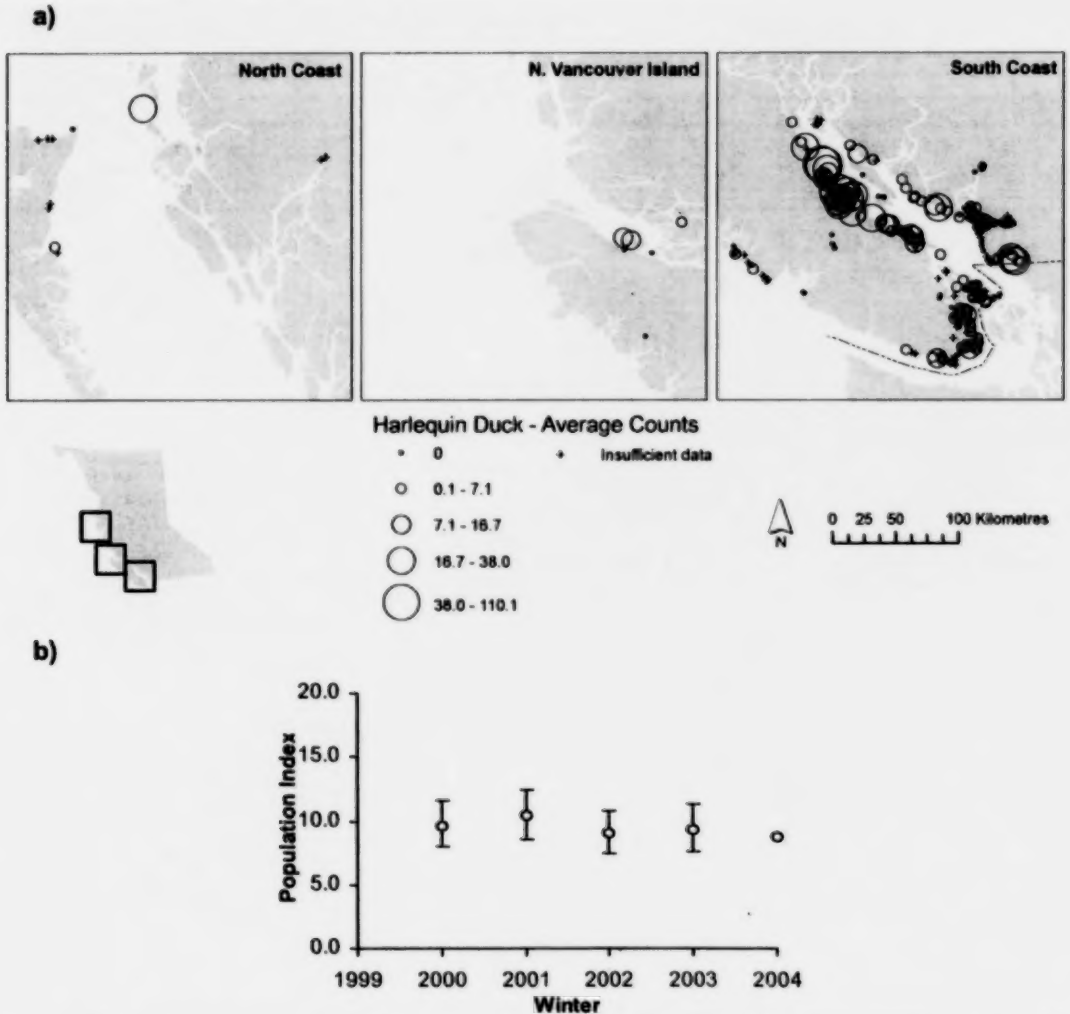 a)
North Coast
N. Vancouver Island
South Coast
Harlequin Duck - Average Counts
0
Insufficient data
0.1 - 7.1
7.1 - 16.7
16.7 - 38.0
38.0 - 110.1
N
0 25 50 100 Kilometres
b)
Population Index
20.0
15.0
10.0
5.0
0.0
1999 2000 2001 2002 2003 2004
Winter